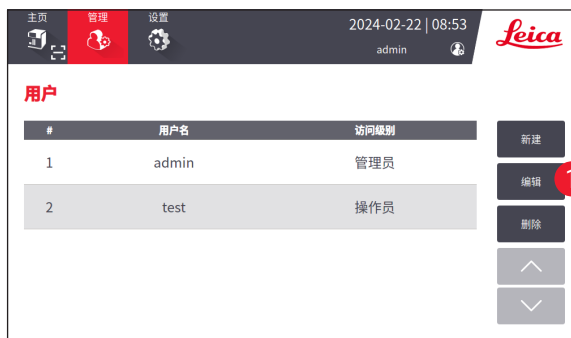 主页 管理 设置
2024-02-22 | 08:53
admin
Leica
用户
# 用户名 访问级别
1 admin 管理员
2 test 操作员
新建
编辑
删除